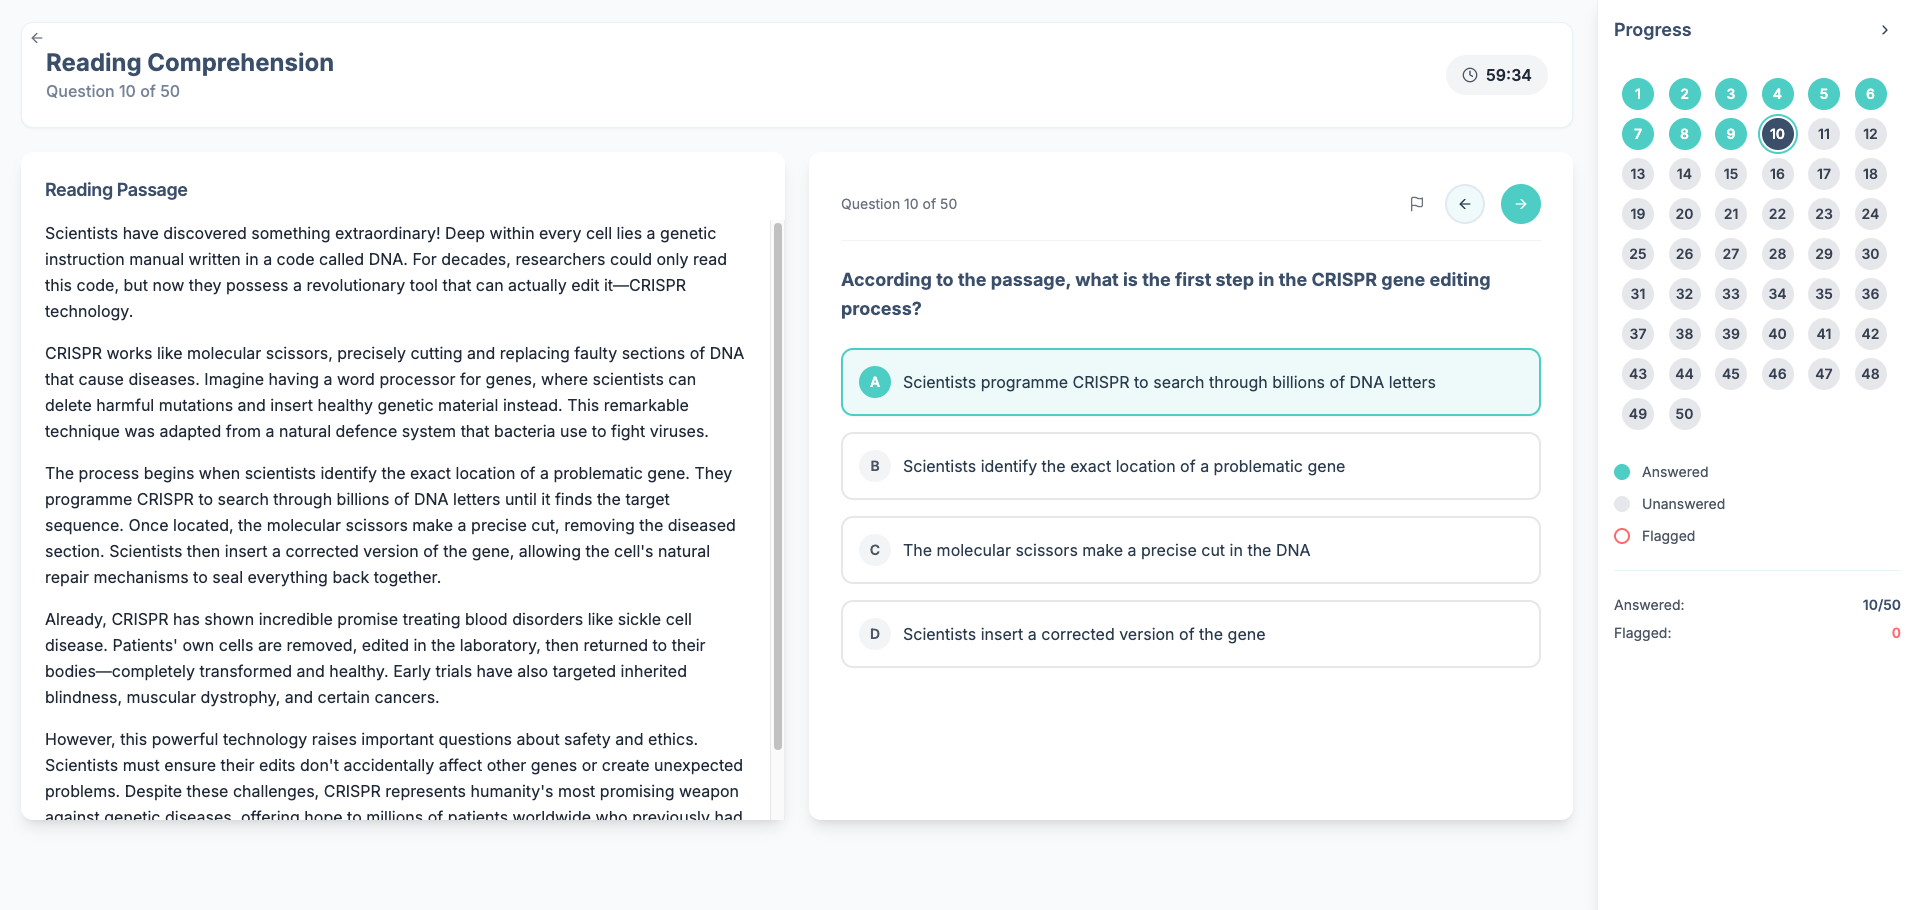 Reading Comprehension
Question 10 of 50
59:34
Reading Passage
Scientists have discovered something extraordinary! Deep within every cell lies a genetic
instruction manual written in a code called DNA. For decades, researchers could only read
this code, but now they possess a revolutionary tool that can actually edit it—CRISPR
technology.
CRISPR works like molecular scissors, precisely cutting and replacing faulty sections of DNA
that cause diseases. Imagine having a word processor for genes, where scientists can
delete harmful mutations and insert healthy genetic material instead. This remarkable
technique was adapted from a natural defence system that bacteria use to fight viruses.
The process begins when scientists identify the exact location of a problematic gene. They
programme CRISPR to search through billions of DNA letters until it finds the target
sequence. Once located, the molecular scissors make a precise cut, removing the diseased
section. Scientists then insert a corrected version of the gene, allowing the cell's natural
repair mechanisms to seal everything back together.
Already, CRISPR has shown incredible promise treating blood disorders like sickle cell
disease. Patients' own cells are removed, edited in the laboratory, then returned to their
bodies—completely transformed and healthy. Early trials have also targeted inherited
blindness, muscular dystrophy, and certain cancers.
However, this powerful technology raises important questions about safety and ethics.
Scientists must ensure their edits don't accidentally affect other genes or create unexpected
problems. Despite these challenges, CRISPR represents humanity's most promising weapon
against genetic diseases, offering hope to millions of patients worldwide who previously had
Question 10 of 50
According to the passage, what is the first step in the CRISPR gene editing
process?
A Scientists programme CRISPR to search through billions of DNA letters
B Scientists identify the exact location of a problematic gene
C The molecular scissors make a precise cut in the DNA
D Scientists insert a corrected version of the gene
Progress
1 2 3 4 5 6
7 8 9 10 11 12
13 14 15 16 17 18
19 20 21 22 23 24
25 26 27 28 29 30
31 32 33 34 35 36
37 38 39 40 41 42
43 44 45 46 47 48
49 50
Answered
Unanswered
Flagged
Answered: 10/50
Flagged: 0